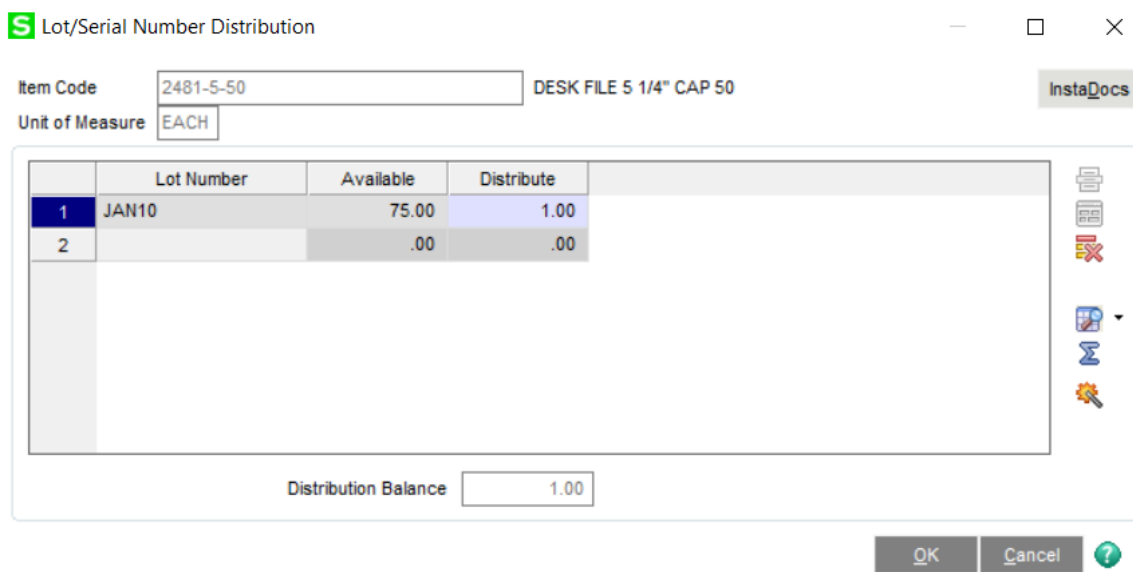 S Lot/Serial Number Distribution
Item Code 2481-5-50 DESK FILE 5 1/4" CAP 50 InstaDocs
Unit of Measure EACH
Lot Number Available Distribute
1 JAN10 75.00 1.00
2 .00 .00
Distribution Balance 1.00
OK Cancel ?